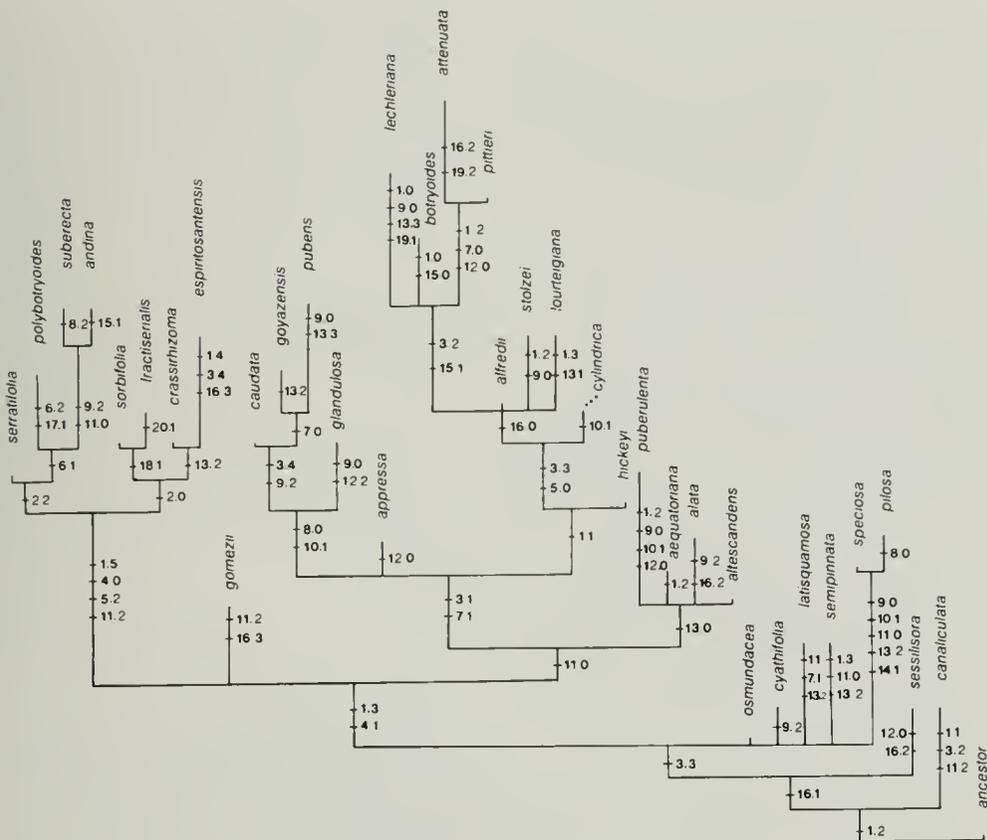 attenuata
lechleriana
16.2
19.2
pittieri
botryoides
1.0
9 0
13.3
19.1
1.0
15 0
1 2
7.0
12 0
espiritosantensis
suberecta
andina
pubens
polybotryoides
goyazensis
stolzei
lourteigiana
8.2
15.1
9.0
13.3
sorbifolia
fractiserialis
crassirhizoma
cylindrica
3.2
15 1
serratifolia
1 4
3 4
16 3
caudata
glandulosa
alfredii
1.2
9 0
1.3
13 1
13.2
6.2
17.1
9.2
11.0
20.1
7 0
16 0
10.1
puberulenta
hickeyi
6 1
18 1
13.2
3.4
9.2
9.0
12.2
3.3
5.0
2 2
2.0
appressa
aequatoriana
alata
altescandens
1.2
9 0
10 1
12.0
speciosa
pilosa
8.0
10.1
1 1
latisquamosa
semipinnata
8 0
gomezii
12.0
1.2
9 2
16.2
1.5
4 0
5.2
11.2
3 1
7 1
9 0
10 1
11.0
13 2
14 1
sessilisora
canaliculata
11.2
16 3
13.0
osmundacea
cyathifolia
1 1
7.1
13.2
1.3
11.0
13 2
11 0
1.3
4 1
9.2
12.0
16.2
1 1
3.2
11 2
ancestor
3.3
16.1
1.2